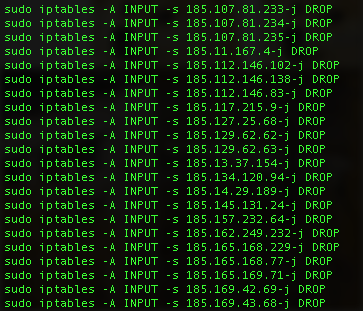 sudo iptables -A INPUT -s 185.107.81.233-j DROP
sudo iptables -A INPUT -s 185.107.81.234-j DROP
sudo iptables -A INPUT -s 185.107.81.235-j DROP
sudo iptables -A INPUT -s 185.11.167.4-j DROP
sudo iptables -A INPUT -s 185.112.146.102-j DROP
sudo iptables -A INPUT -s 185.112.146.138-j DROP
sudo iptables -A INPUT -s 185.112.146.83-j DROP
sudo iptables -A INPUT -s 185.117.215.9-j DROP
sudo iptables -A INPUT -s 185.127.25.68-j DROP
sudo iptables -A INPUT -s 185.129.62.62-j DROP
sudo iptables -A INPUT -s 185.129.62.63-j DROP
sudo iptables -A INPUT -s 185.13.37.154-j DROP
sudo iptables -A INPUT -s 185.134.120.94-j DROP
sudo iptables -A INPUT -s 185.14.29.189-j DROP
sudo iptables -A INPUT -s 185.145.131.24-j DROP
sudo iptables -A INPUT -s 185.157.232.64-j DROP
sudo iptables -A INPUT -s 185.162.249.232-j DROP
sudo iptables -A INPUT -s 185.165.168.229-j DROP
sudo iptables -A INPUT -s 185.165.168.77-j DROP
sudo iptables -A INPUT -s 185.165.169.71-j DROP
sudo iptables -A INPUT -s 185.169.42.69-j DROP
sudo iptables -A INPUT -s 185.169.43.68-j DROP